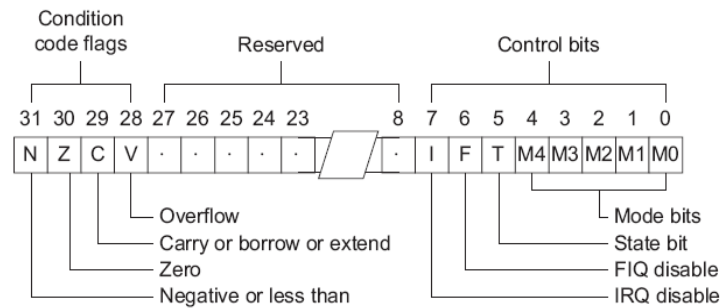 Condition
code flags
Reserved
Control bits
31 30 29 28 27 26 25 24 23 8 7 6 5 4 3 2 1 0
N Z C V · · · · · · I F T M4 M3 M2 M1 M0
Overflow
Mode bits
Carry or borrow or extend
State bit
Zero
FIQ disable
Negative or less than
IRQ disable